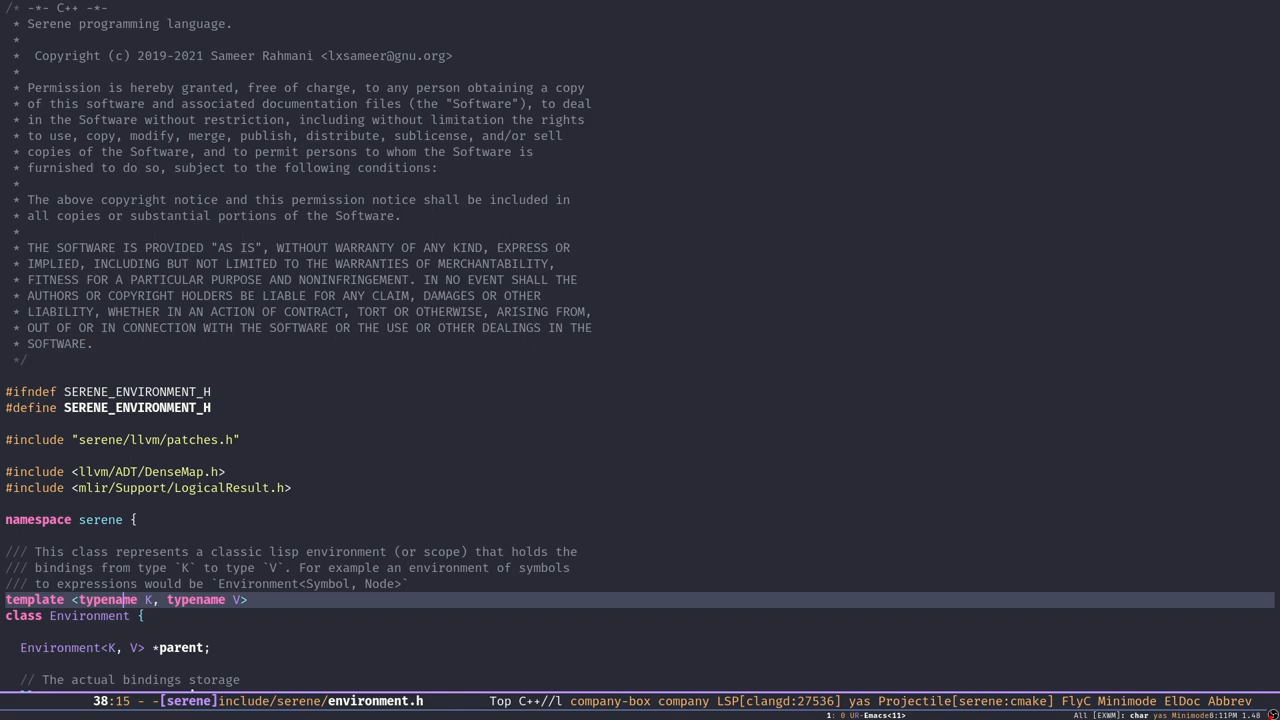 /* -*- C++ -*-
 * Serene programming language.
 *
 *  Copyright (c) 2019-2021 Sameer Rahmani <lxsameer@gnu.org>
 *
 * Permission is hereby granted, free of charge, to any person obtaining a copy
 * of this software and associated documentation files (the "Software"), to deal
 * in the Software without restriction, including without limitation the rights
 * to use, copy, modify, merge, publish, distribute, sublicense, and/or sell
 * copies of the Software, and to permit persons to whom the Software is
 * furnished to do so, subject to the following conditions:
 *
 * The above copyright notice and this permission notice shall be included in
 * all copies or substantial portions of the Software.
 *
 * THE SOFTWARE IS PROVIDED "AS IS", WITHOUT WARRANTY OF ANY KIND, EXPRESS OR
 * IMPLIED, INCLUDING BUT NOT LIMITED TO THE WARRANTIES OF MERCHANTABILITY,
 * FITNESS FOR A PARTICULAR PURPOSE AND NONINFRINGEMENT. IN NO EVENT SHALL THE
 * AUTHORS OR COPYRIGHT HOLDERS BE LIABLE FOR ANY CLAIM, DAMAGES OR OTHER
 * LIABILITY, WHETHER IN AN ACTION OF CONTRACT, TORT OR OTHERWISE, ARISING FROM,
 * OUT OF OR IN CONNECTION WITH THE SOFTWARE OR THE USE OR OTHER DEALINGS IN THE
 * SOFTWARE.
 */
#ifndef SERENE_ENVIRONMENT_H
#define SERENE_ENVIRONMENT_H
#include "serene/llvm/patches.h"
#include <llvm/ADT/DenseMap.h>
#include <mlir/Support/LogicalResult.h>
namespace serene {
/// This class represents a classic lisp environment (or scope) that holds the
/// bindings from type `K` to type `V`. For example an environment of symbols
/// to expressions would be `Environment<Symbol, Node>`
template <typename K, typename V>
class Environment {
  Environment<K, V> *parent;
  // The actual bindings storage
38:15 - -[serene]include/serene/environment.h Top C++//l company-box company LSP[clangd:27536] yas Projectile[serene:cmake] FlyC Minimode ElDoc Abbrev
1: 0 UR-Emacs<11> All [EXWM]: char yas Minimode8:11PM 1.48